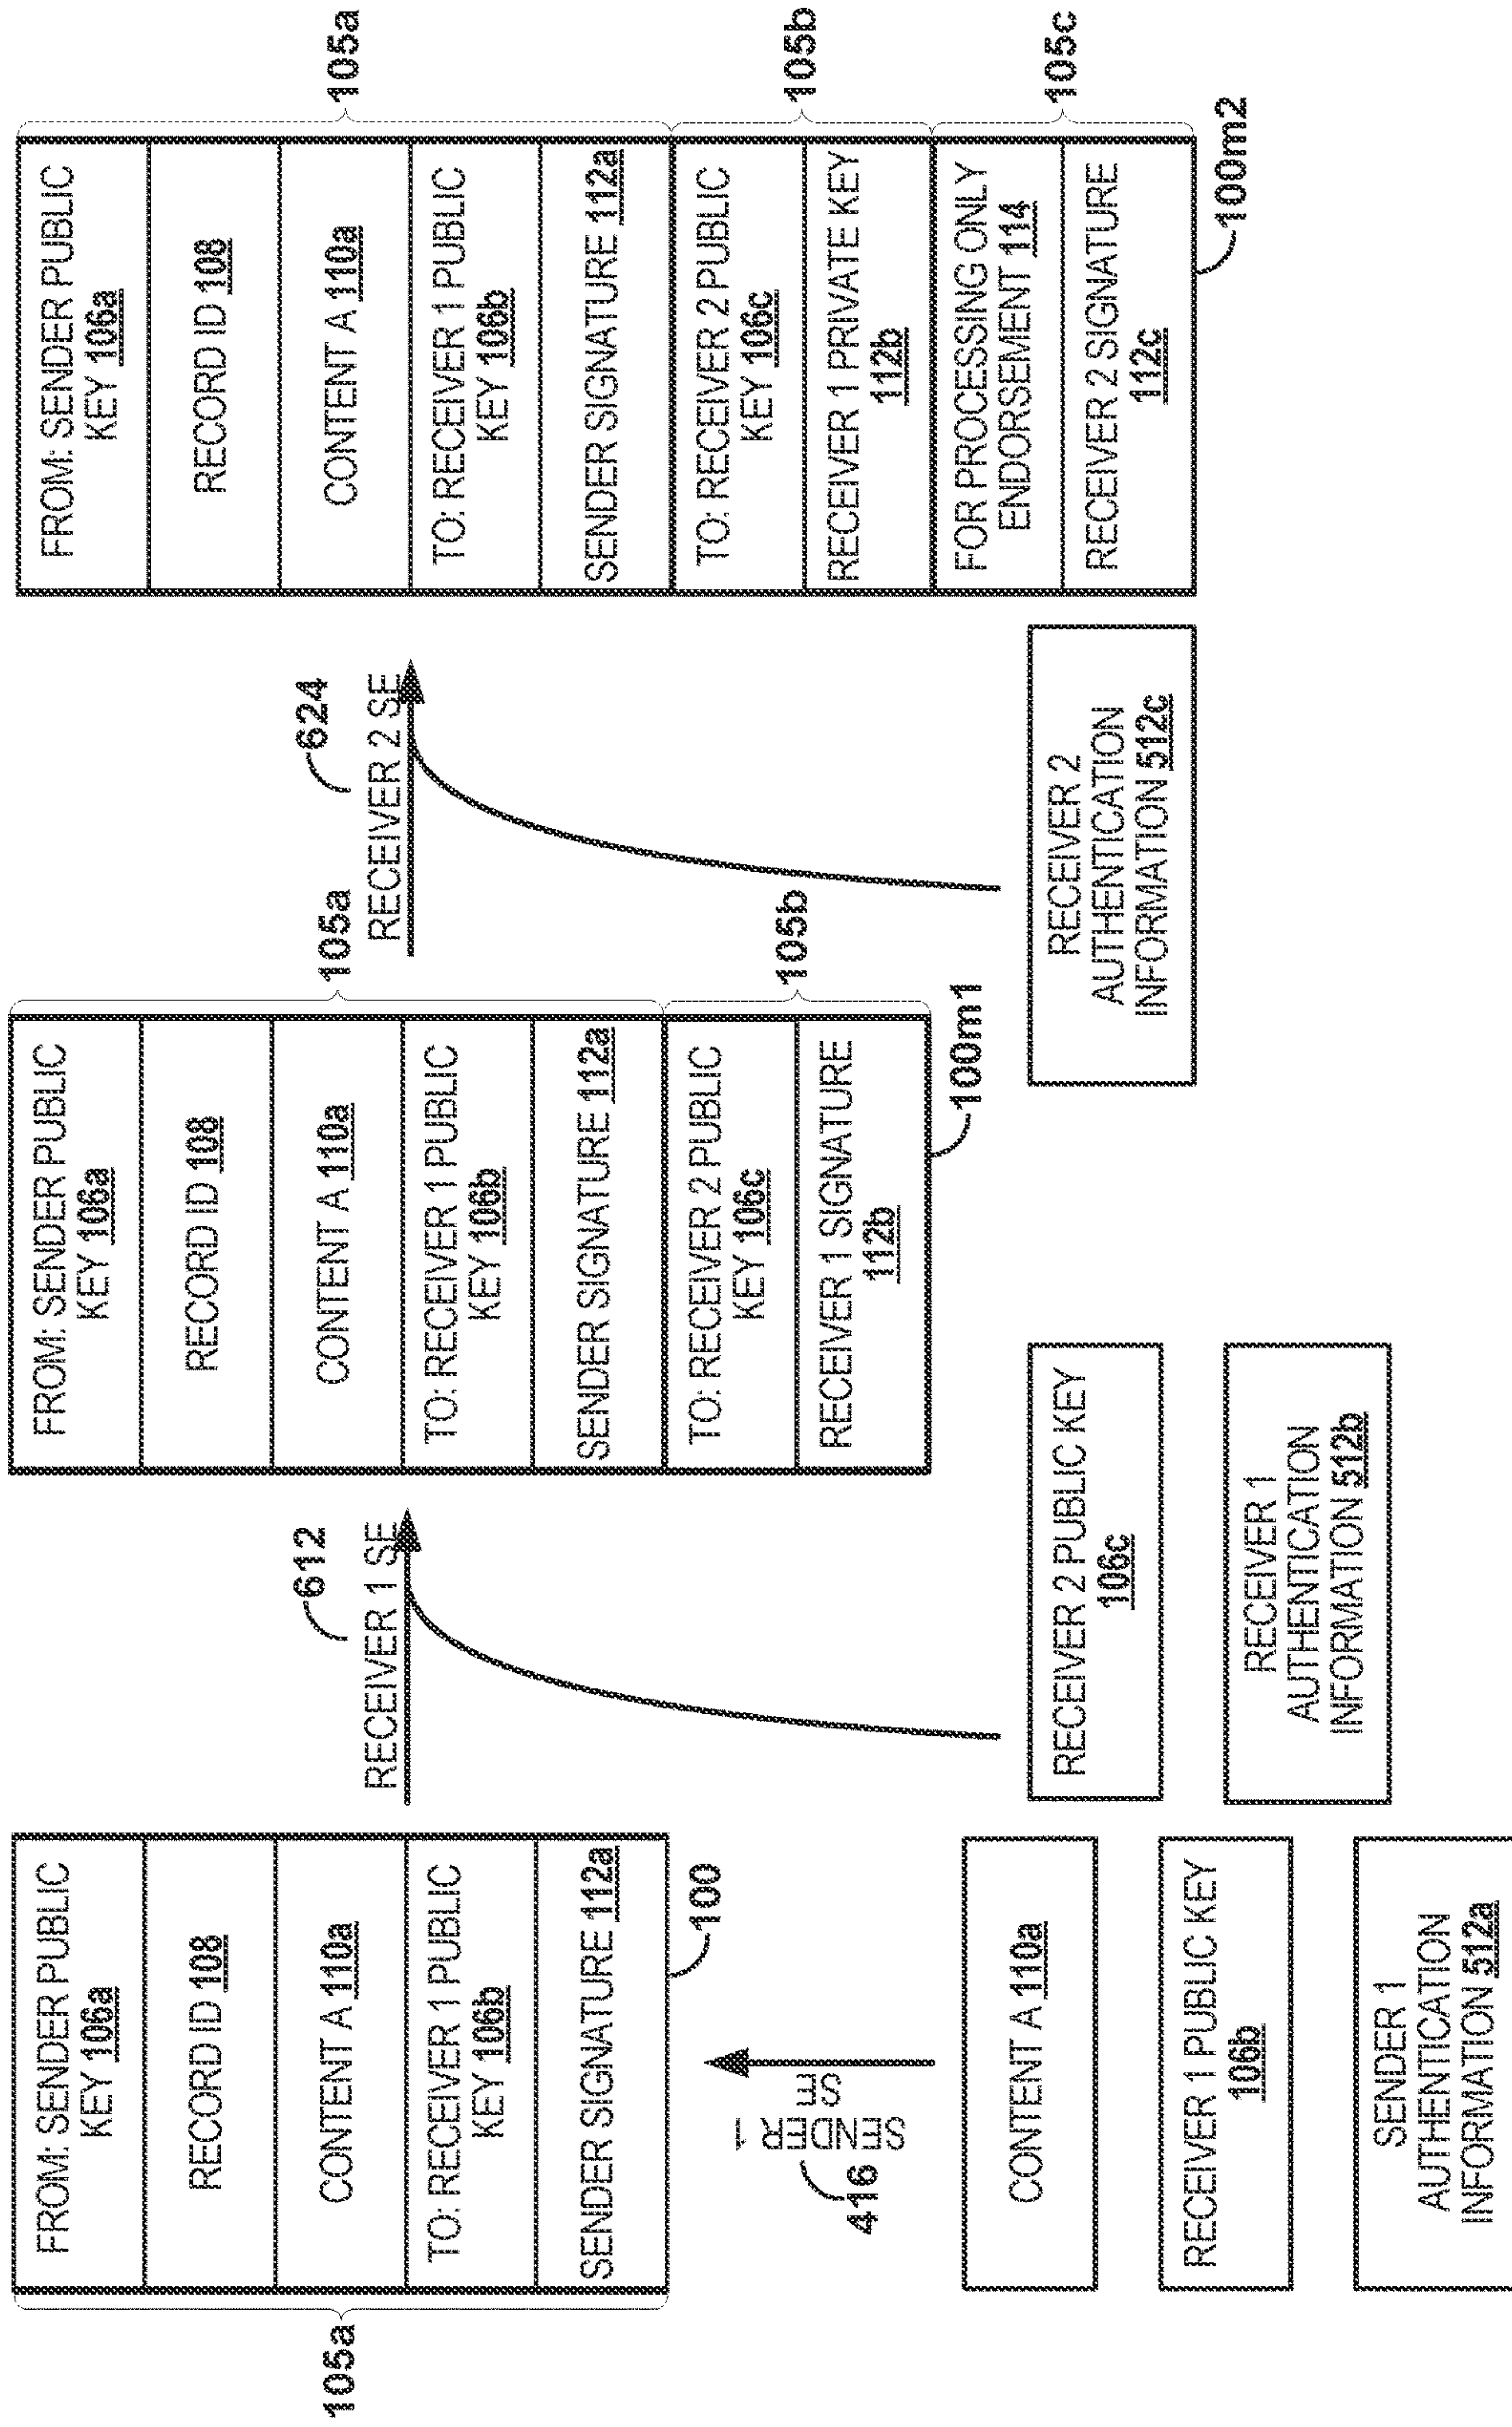 105a
FROM: SENDER PUBLIC
KEY 106a
RECORD ID 108
CONTENT A 110a
TO: RECEIVER 1 PUBLIC
KEY 106b
SENDER SIGNATURE 112a
100
416
SENDER 1
SE
CONTENT A 110a
RECEIVER 1 PUBLIC KEY
106b
SENDER 1
AUTHENTICATION
INFORMATION 512a
612
RECEIVER 1 SE
RECEIVER 2 PUBLIC KEY
106c
RECEIVER 1
AUTHENTICATION
INFORMATION 512b
FROM: SENDER PUBLIC
KEY 106a
RECORD ID 108
CONTENT A 110a
TO: RECEIVER 1 PUBLIC
KEY 106b
SENDER SIGNATURE 112a
TO: RECEIVER 2 PUBLIC
KEY 106c
RECEIVER 1 SIGNATURE
112b
105a
105b
100m1
624
RECEIVER 2 SE
RECEIVER 2
AUTHENTICATION
INFORMATION 512c
FROM: SENDER PUBLIC
KEY 106a
RECORD ID 108
CONTENT A 110a
TO: RECEIVER 1 PUBLIC
KEY 106b
SENDER SIGNATURE 112a
TO: RECEIVER 2 PUBLIC
KEY 106c
RECEIVER 1 PRIVATE KEY
112b
FOR PROCESSING ONLY
ENDORSEMENT 114
RECEIVER 2 SIGNATURE
112c
105a
105b
105c
100m2